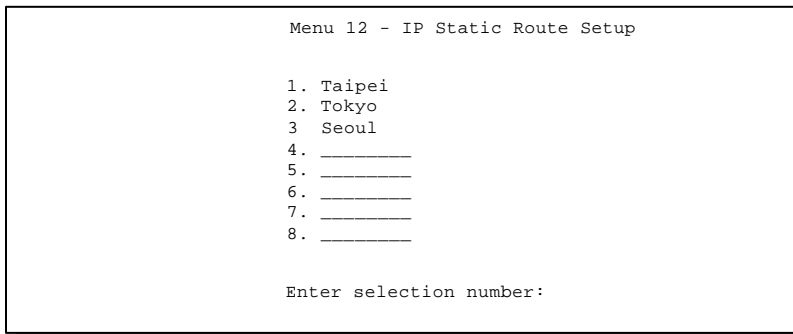 Menu 12 - IP Static Route Setup
1. Taipei
2. Tokyo
3 Seoul
4. ________
5. ________
6. ________
7. ________
8. ________
Enter selection number: